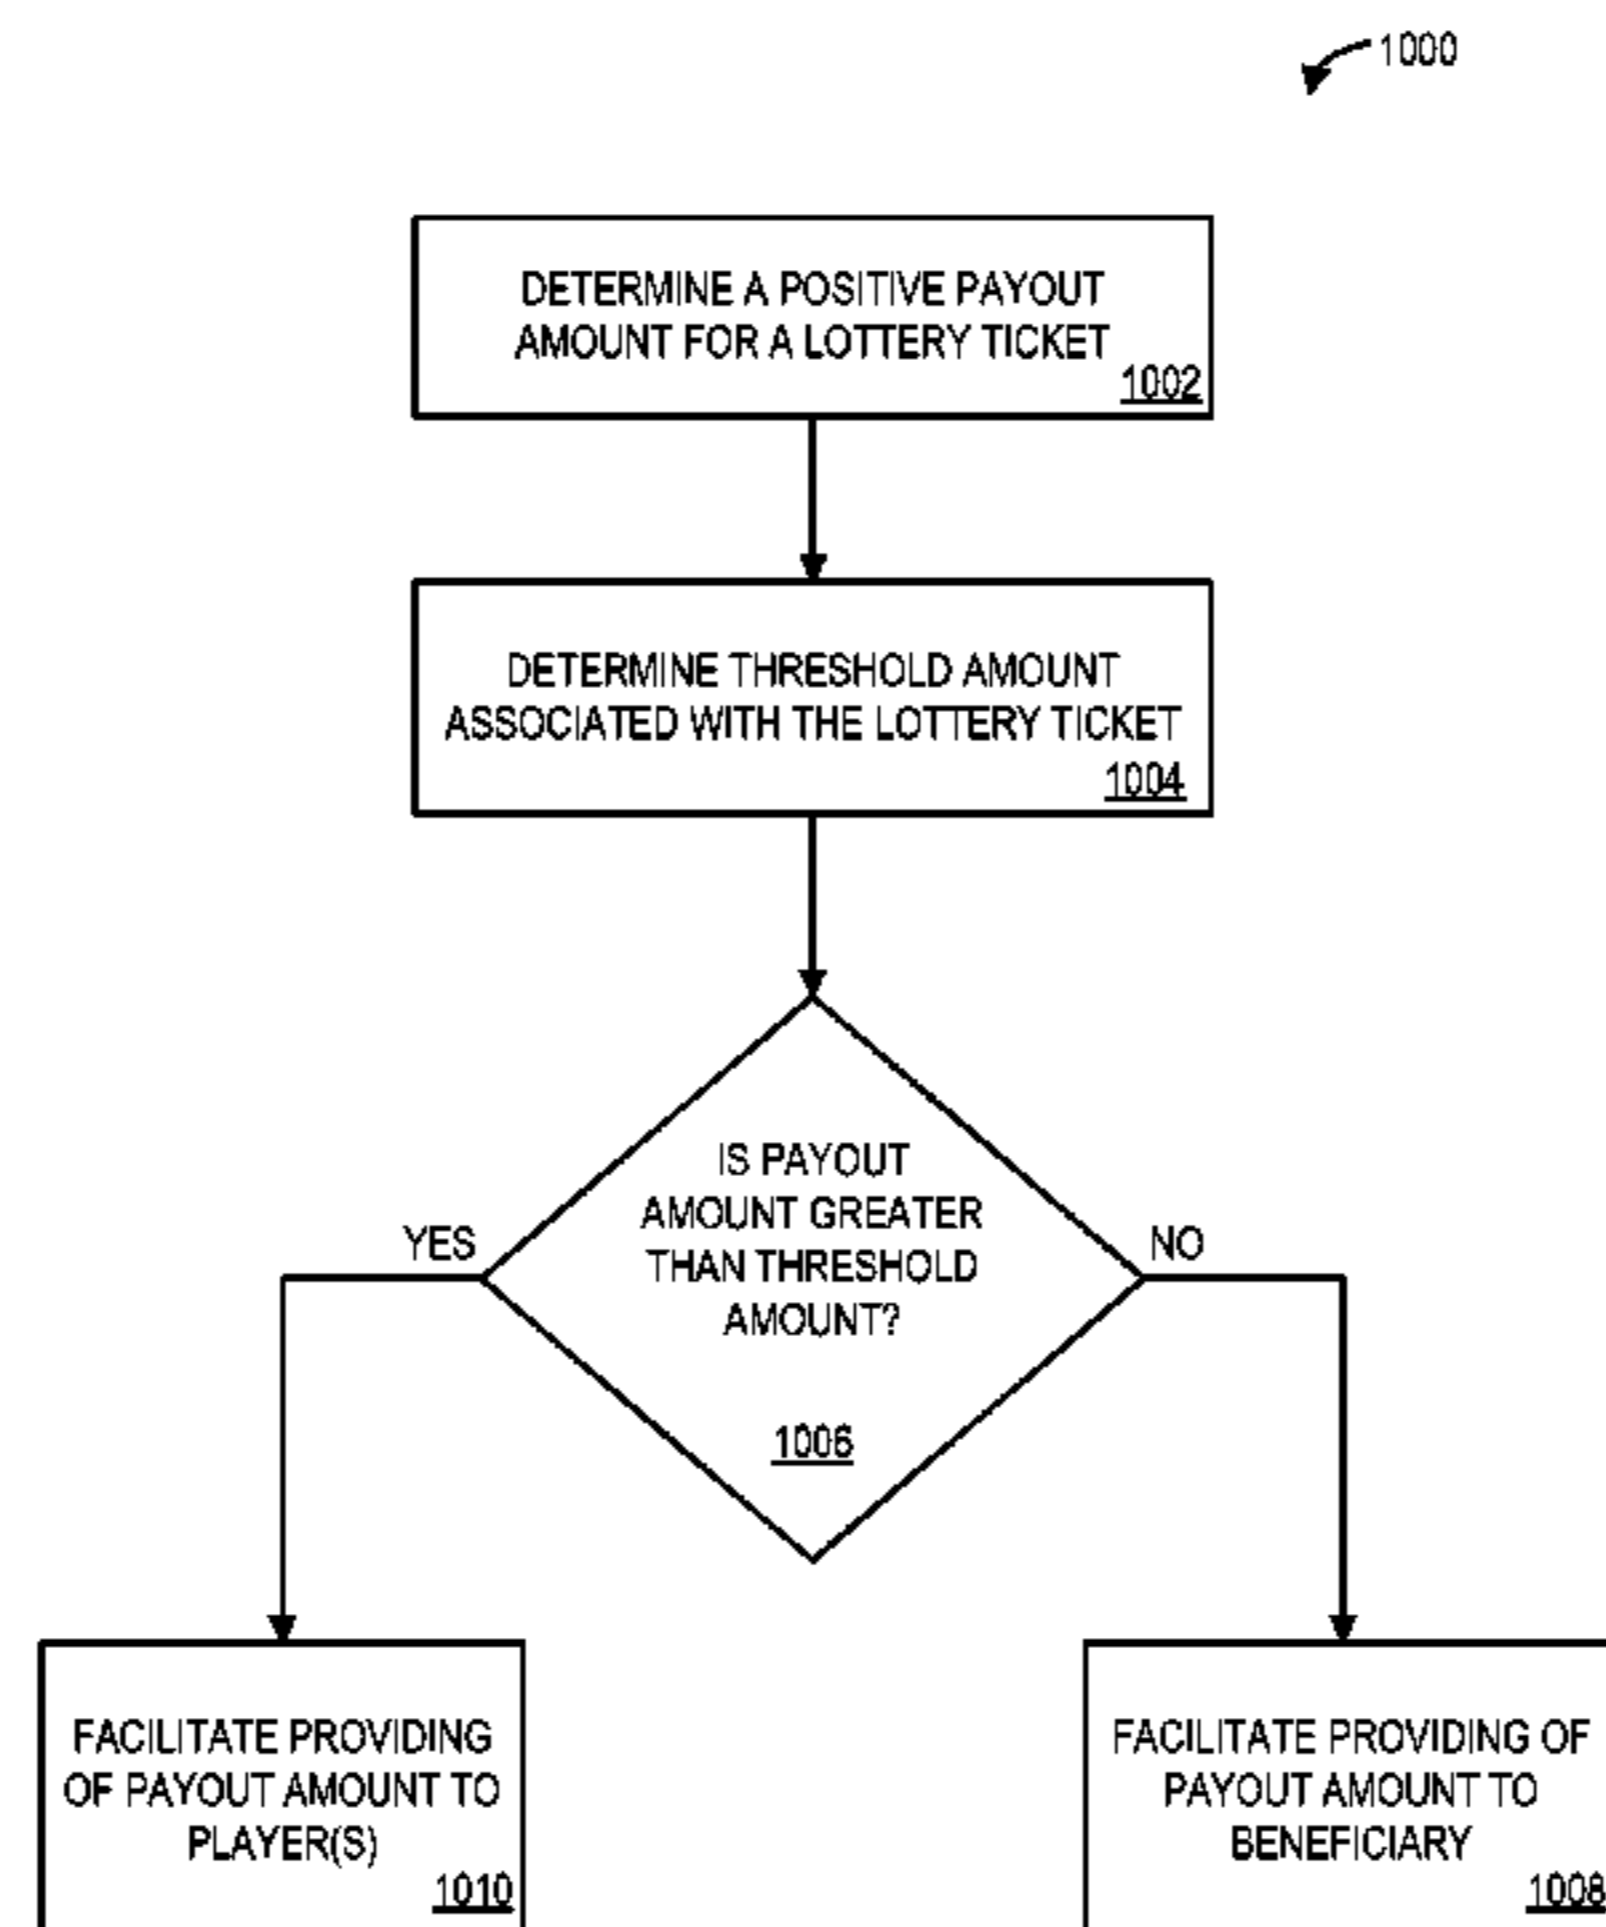 1000
DETERMINE A POSITIVE PAYOUT
AMOUNT FOR A LOTTERY TICKET
1002
DETERMINE THRESHOLD AMOUNT
ASSOCIATED WITH THE LOTTERY TICKET
1004
IS PAYOUT
AMOUNT GREATER
THAN THRESHOLD
AMOUNT?
1006
YES
NO
FACILITATE PROVIDING
OF PAYOUT AMOUNT TO
PLAYER(S)
1010
FACILITATE PROVIDING OF
PAYOUT AMOUNT TO
BENEFICIARY
1008